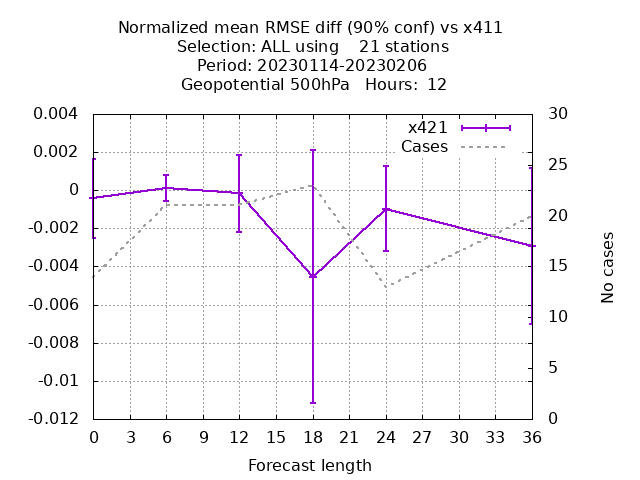 Normalized mean RMSE diff (90% conf) vs x411
Selection: ALL using    21 stations
Period: 20230114-20230206
Geopotential 500hPa   Hours:  12
0.004
0.002
0
-0.002
-0.004
-0.006
-0.008
-0.01
-0.012
x421
Cases
30
25
20
15
10
5
0
No cases
0 3 6 9 12 15 18 21 24 27 30 33 36
Forecast length